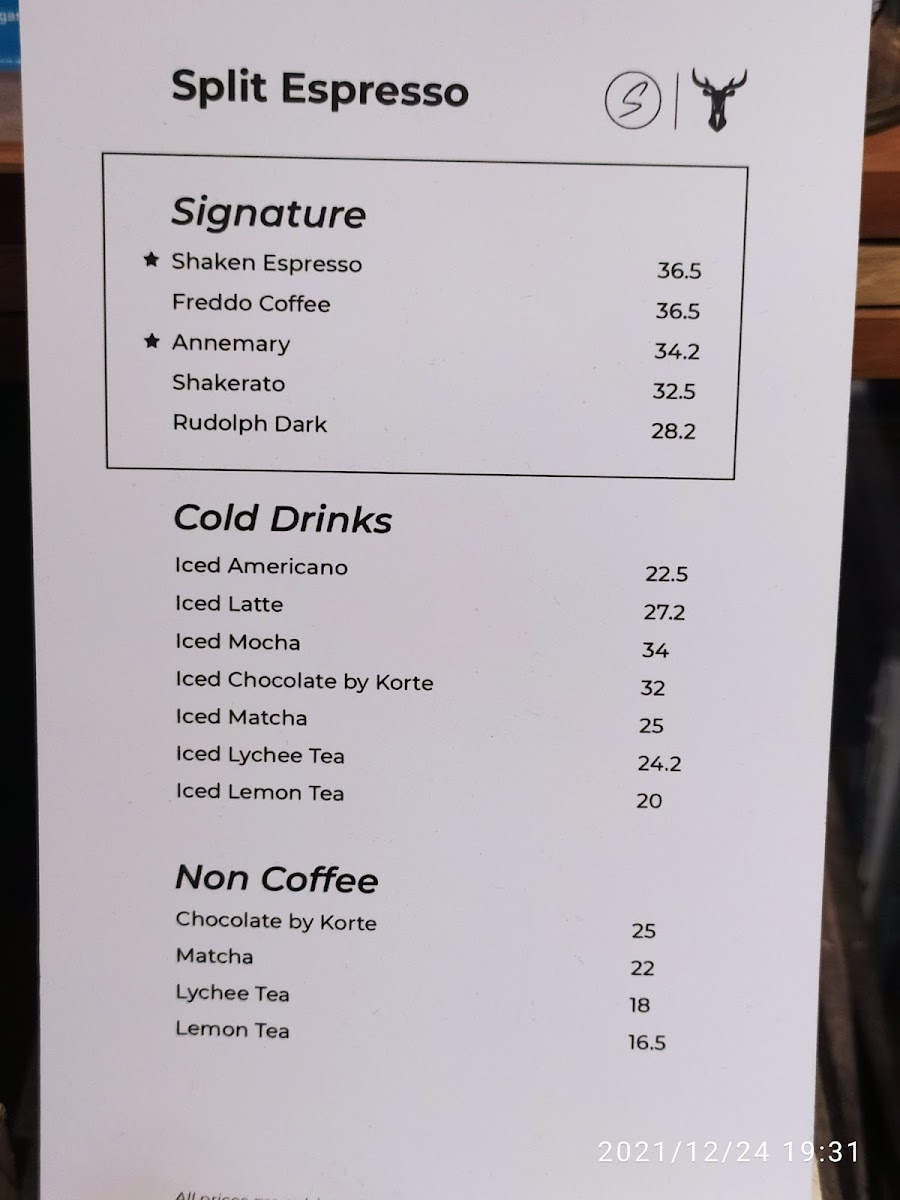 Split Espresso
S
Signature
★ Shaken Espresso 36.5
Freddo Coffee 36.5
★ Annemary 34.2
Shakerato 32.5
Rudolph Dark 28.2
Cold Drinks
Iced Americano 22.5
Iced Latte 27.2
Iced Mocha 34
Iced Chocolate by Korte 32
Iced Matcha 25
Iced Lychee Tea 24.2
Iced Lemon Tea 20
Non Coffee
Chocolate by Korte 25
Matcha 22
Lychee Tea 18
Lemon Tea 16.5
2021/12/24 19:31
All prices